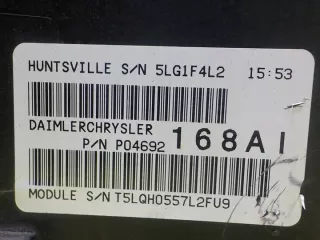 HUNTSVILLE S/N 5LG1F4L2 15:53
DAIMLERCHRYSLER
P/N P04692 168AI
MODULE S/N T5LQH0557L2FU9